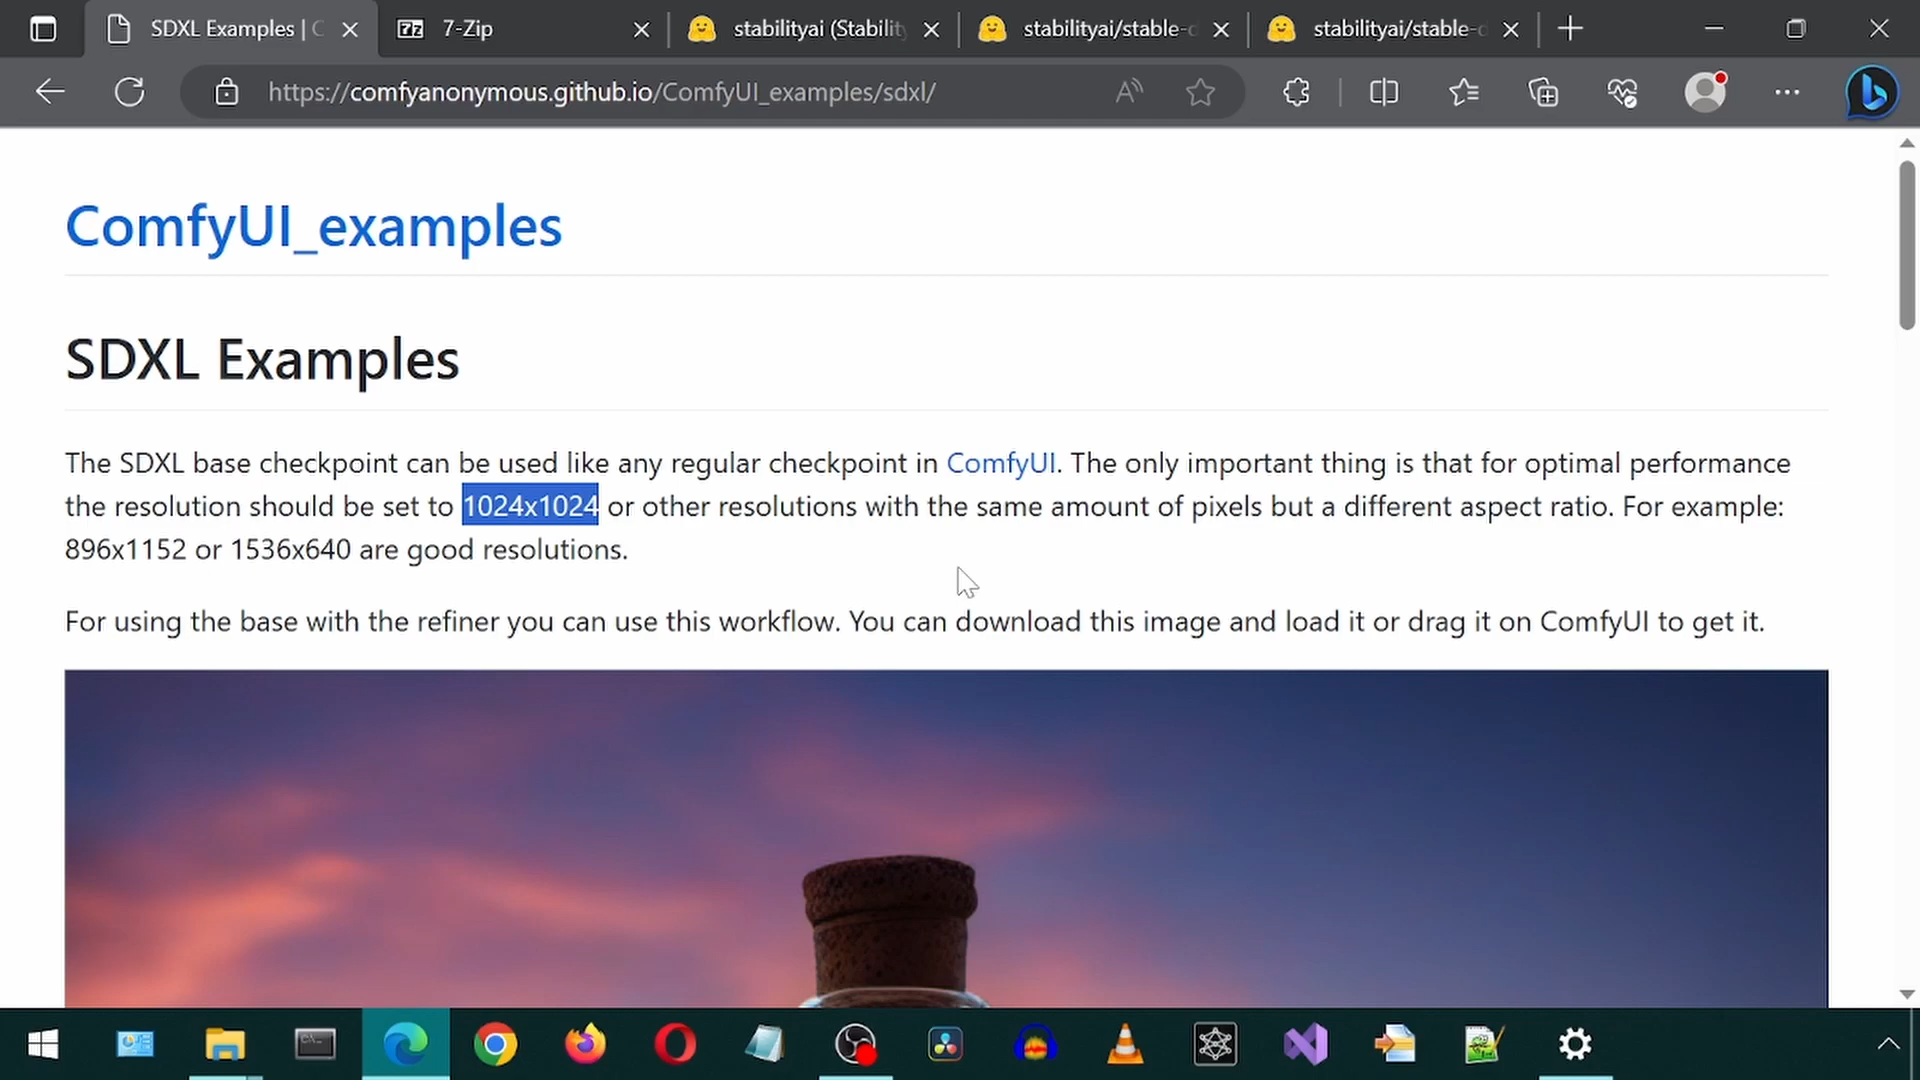 SDXL Examples | C
7-Zip
stabilityai (Stability
stabilityai/stable-d
stabilityai/stable-d
https://comfyanonymous.github.io/ComfyUI_examples/sdxl/
ComfyUI_examples
SDXL Examples
The SDXL base checkpoint can be used like any regular checkpoint in ComfyUI. The only important thing is that for optimal performance
the resolution should be set to 1024x1024 or other resolutions with the same amount of pixels but a different aspect ratio. For example:
896x1152 or 1536x640 are good resolutions.
For using the base with the refiner you can use this workflow. You can download this image and load it or drag it on ComfyUI to get it.